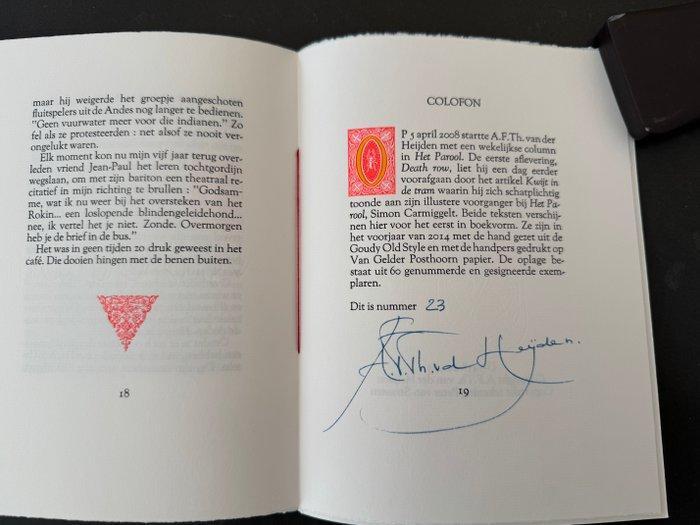 maar hij weigerde het groepje aangeschoten
fluitspelers uit de Andes nog langer te bedienen.
"Geen vuurwater meer voor die indianen." Zo
fel als ze protesteerden : net alsof ze nooit ver-
ongelukt waren.
Elk moment kon nu mijn vijf jaar terug over-
leden vriend Jean-Paul het leren tochtgordijn
wegslaan, om met zijn bariton een theatraal re-
citatief in mijn richting te brullen : "Godsam-
me, wat ik nu weer bij het oversteken van het
Rokin... een loslopende blindengeleidehond...
nee, ik vertel het je niet. Zonde. Overmorgen
heb je de brief in de bus."
Het was in geen tijden zo druk geweest in het
café. Die dooien hingen met de benen buiten.
18
COLOFON
OP 5 april 2008 startte A.F.Th. van der
Heijden met een wekelijkse column
in Het Parool. De eerste aflevering,
Death row, liet hij een dag eerder
voorafgaan door het artikel Kwijt in
de tram waarin hij zich schatplichtig
toonde aan zijn illustere voorganger bij Het Pa-
rool, Simon Carmiggelt. Beide teksten verschij-
nen hier voor het eerst in boekvorm. Ze zijn in
het voorjaar van 2014 met de hand gezet uit de
Goudy Old Style en met de handpers gedrukt op
Van Gelder Posthoorn papier. De oplage be-
staat uit 60 genummerde en gesigneerde exem-
plaren.
Dit is nummer 23
A.F.Th.vd Heijden.
19